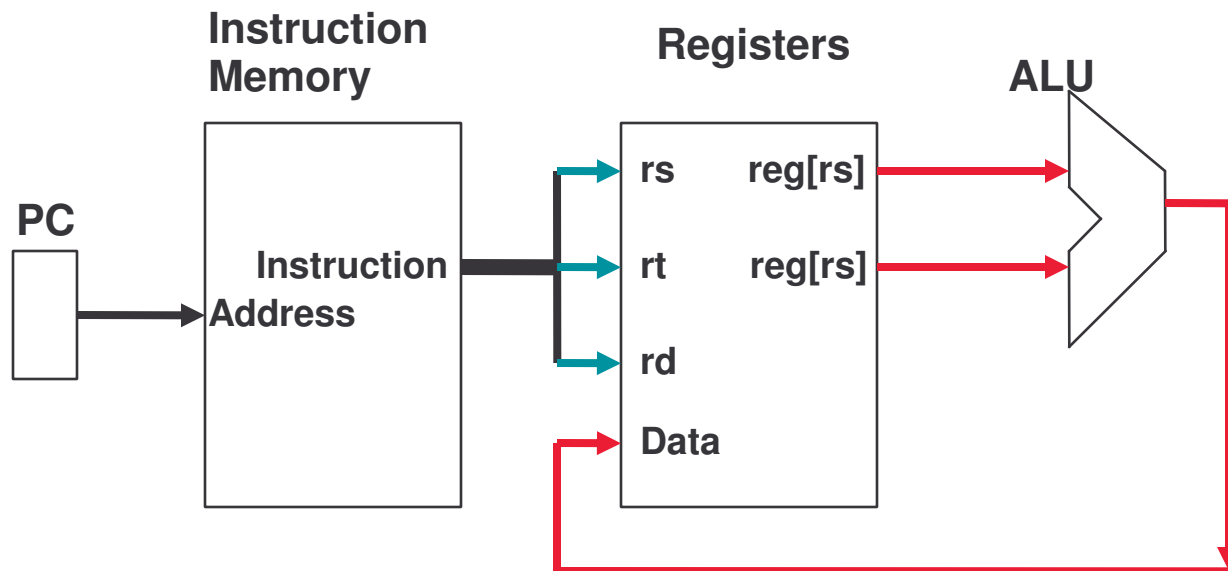 Instruction
Memory
Registers
ALU
PC
rs
reg[rs]
Instruction
rt
reg[rs]
Address
rd
Data